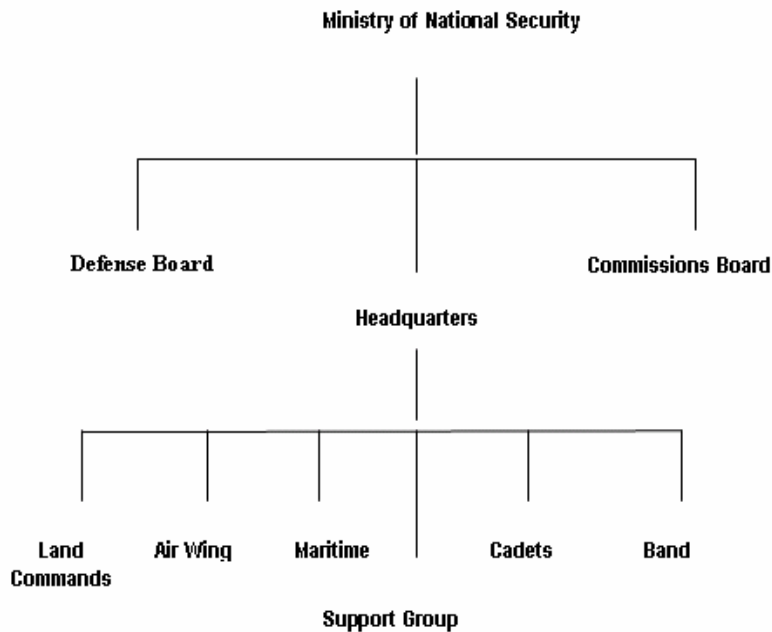 Ministry of National Security
Defense Board
Commissions Board
Headquarters
Land
Commands
Air Wing
Maritime
Cadets
Band
Support Group